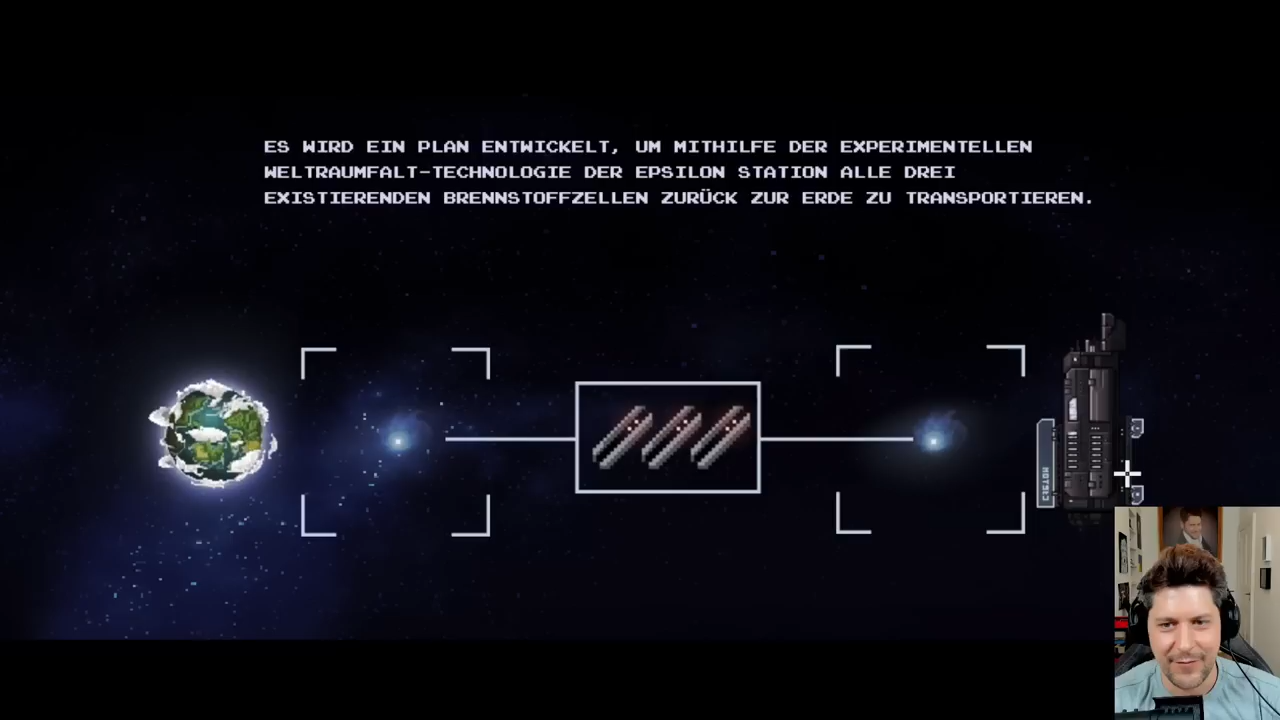 ES WIRD EIN PLAN ENTWICKELT, UM MITHILFE DER EXPERIMENTELLEN
WELTRAUMFALT-TECHNOLOGIE DER EPSILON STATION ALLE DREI
EXISTIERENDEN BRENNSTOFFZELLEN ZURÜCK ZUR ERDE ZU TRANSPORTIEREN.